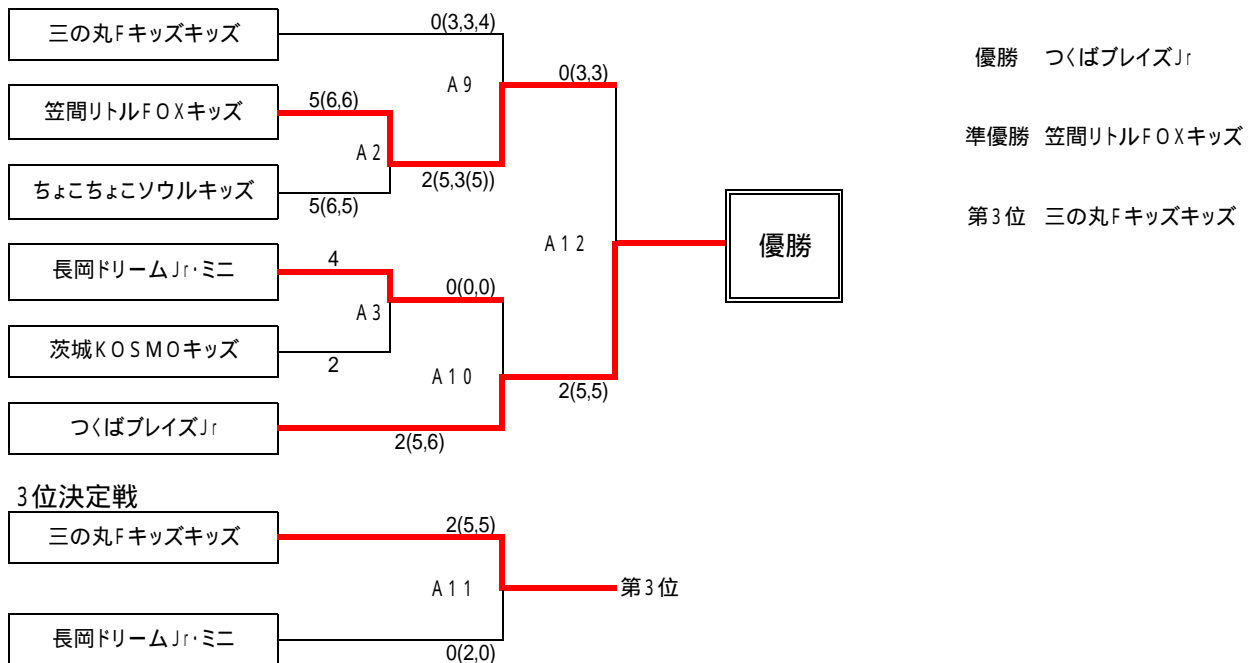 三の丸Fキッズキッズ
0(3,3,4)
A9
0(3,3)
笠間リトルFOXキッズ
5(6,6)
A2
2(5,3(5))
ちょこちょこソウルキッズ
5(6,5)
A12
優勝
長岡ドリームJr・ミニ
4
0(0,0)
A3
茨城KOSMOキッズ
2
A10
2(5,5)
つくばブレイズJr
2(5,6)
優勝 つくばブレイズJr
準優勝 笠間リトルFOXキッズ
第3位 三の丸Fキッズキッズ
3位決定戦
三の丸Fキッズキッズ
2(5,5)
A11
第3位
長岡ドリームJr・ミニ
0(2,0)